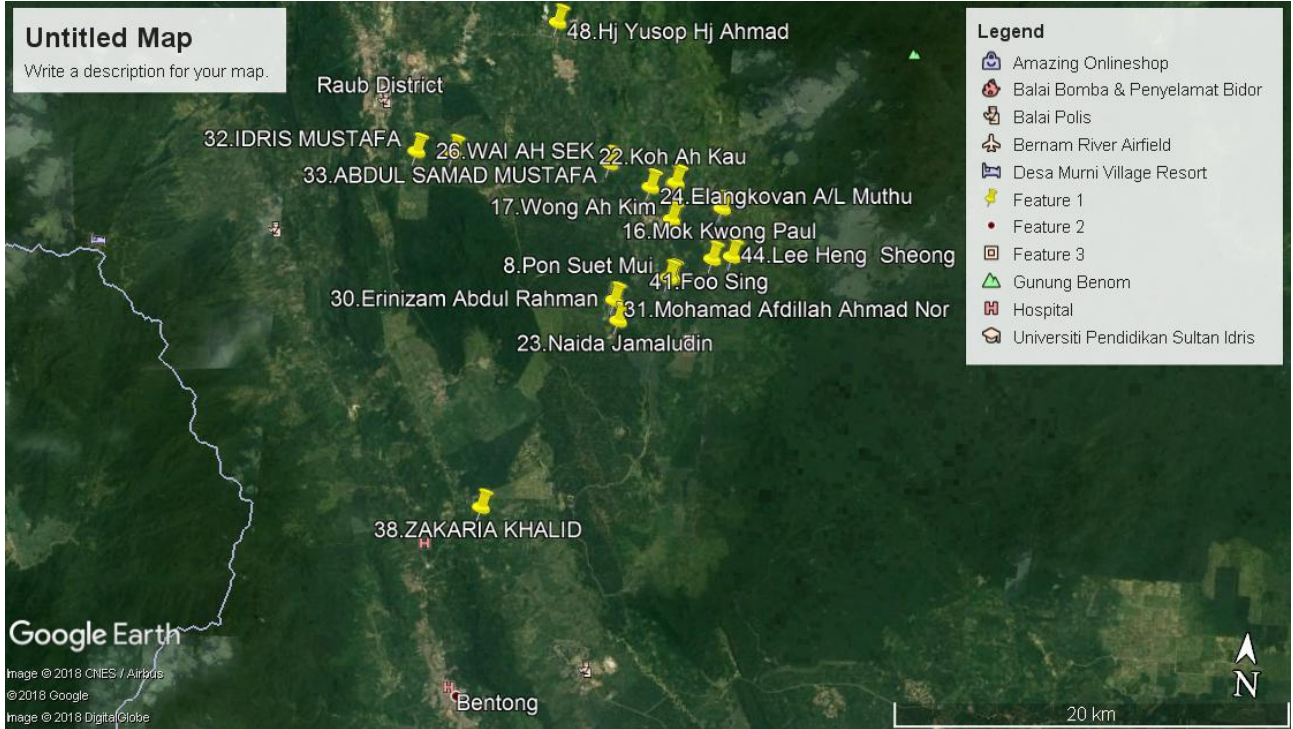 Untitled Map
Write a description for your map.
48.Hj Yusop Hj Ahmad
Raub District
32.IDRIS MUSTAFA
26.WAI AH SEK
22.Koh Ah Kau
33.ABDUL SAMAD MUSTAFA
24.Elangkovan A/L Muthu
17.Wong Ah Kim
16.Mok Kwong Paul
44.Lee Heng  Sheong
8.Pon Suet Mui
41.Foo Sing
30.Erinizam Abdul Rahman
31.Mohamad Afdillah Ahmad Nor
23.Naida Jamaludin
38.ZAKARIA KHALID
Bentong
Legend
Amazing Onlineshop
Balai Bomba & Penyelamat Bidor
Balai Polis
Bernam River Airfield
Desa Murni Village Resort
Feature 1
Feature 2
Feature 3
Gunung Benom
Hospital
Universiti Pendidikan Sultan Idris
Google Earth
Image © 2018 CNES / Airbus
© 2018 Google
Image © 2018 DigitalGlobe
N
20 km